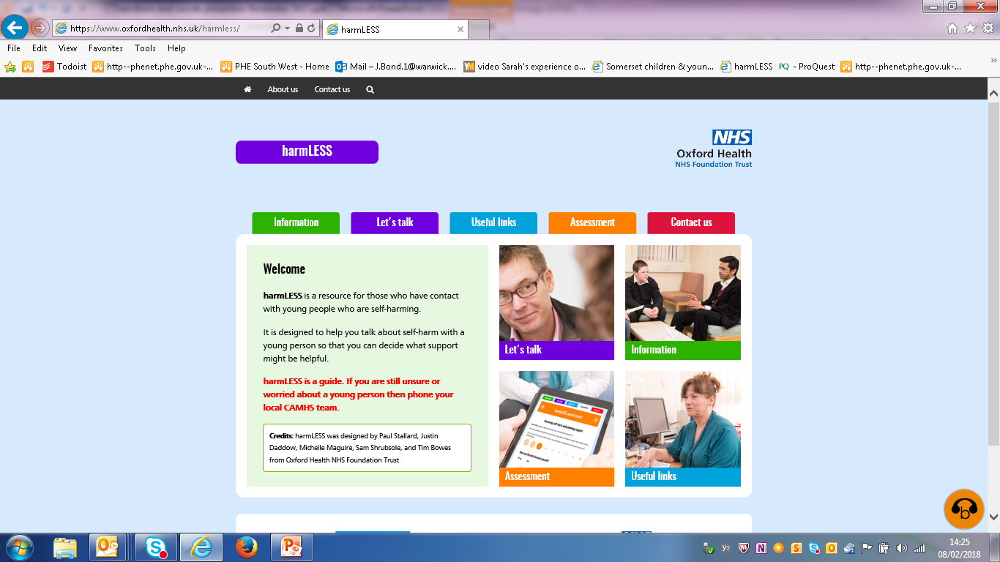 https://www.oxfordhealth.nhs.uk/harmless/
harmLESS
File Edit View Favorites Tools Help
Todoist http--phenet.phe.gov.uk-... PHE South West - Home Mail – J.Bond.1@warwick.... video Sarah's experience o... Somerset children & youn... harmLESS PQ - ProQuest http--phenet.phe.gov.uk-...
About us Contact us
harmLESS
NHS
Oxford Health
NHS Foundation Trust
Information Let's talk Useful links Assessment Contact us
Welcome
harmLESS is a resource for those who have contact
with young people who are self-harming.
It is designed to help you talk about self-harm with a
young person so that you can decide what support
might be helpful.
harmLESS is a guide. If you are still unsure or
worried about a young person then phone your
local CAMHS team.
Credits: harmLESS was designed by Paul Stallard, Justin
Daddow, Michelle Maguire, Sam Shrubsole, and Tim Bowes
from Oxford Health NHS Foundation Trust
Let's talk
Information
harmLESS assessment
Assessment
Useful links
14:25
08/02/2018